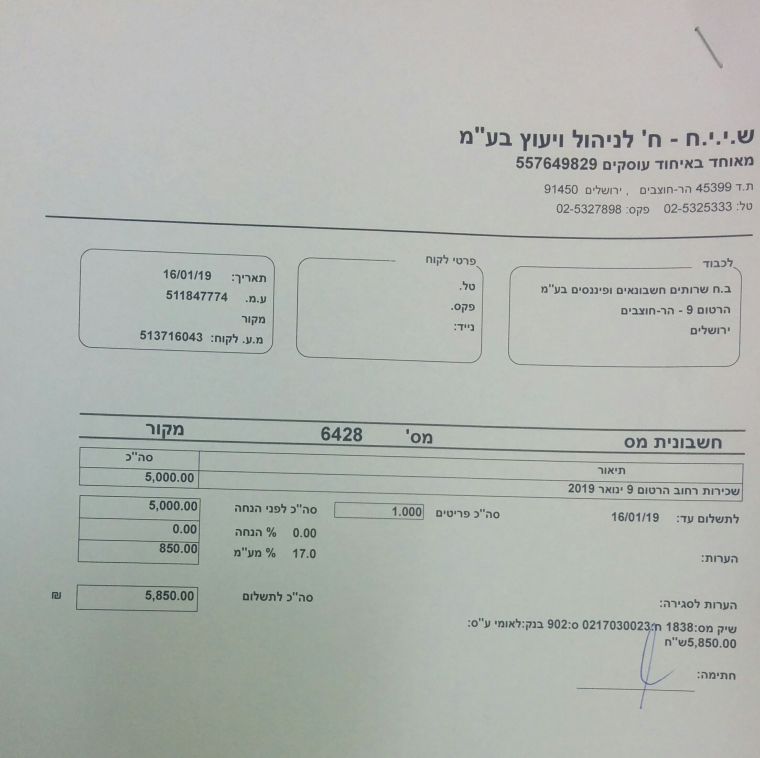 ש.י.י.ח - ח' לניהול ויעוץ בע"מ
מאוחד באיחוד עוסקים 557649829
ת.ד 45399 הר-חוצבים , ירושלים 91450
טל: 02-5325333 פקס: 02-5327898
לכבוד
ב.ח שרותים חשבונאים ופיננסים בע"מ
הרטום 9 - הר-חוצבים
ירושלים
פרטי לקוח
טל.
פקס.
נייד:
תאריך: 16/01/19
ע.מ. 511847774
מקור
מ.ע. לקוח: 513716043
חשבונית מס מס' 6428 מקור
תיאור סה"כ
שכירות רחוב הרטום 9 ינואר 2019 5,000.00
לתשלום עד: 16/01/19 סה"כ פריטים 1.000 סה"כ לפני הנחה 5,000.00
0.00 % הנחה 0.00
הערות: 17.0 % מע"מ 850.00
הערות לסגירה: סה"כ לתשלום 5,850.00 ₪
שיק מס:1838 ח:0217030023 ס:902 בנק:לאומי ע"ס:
5,850.00ש"ח
חתימה: